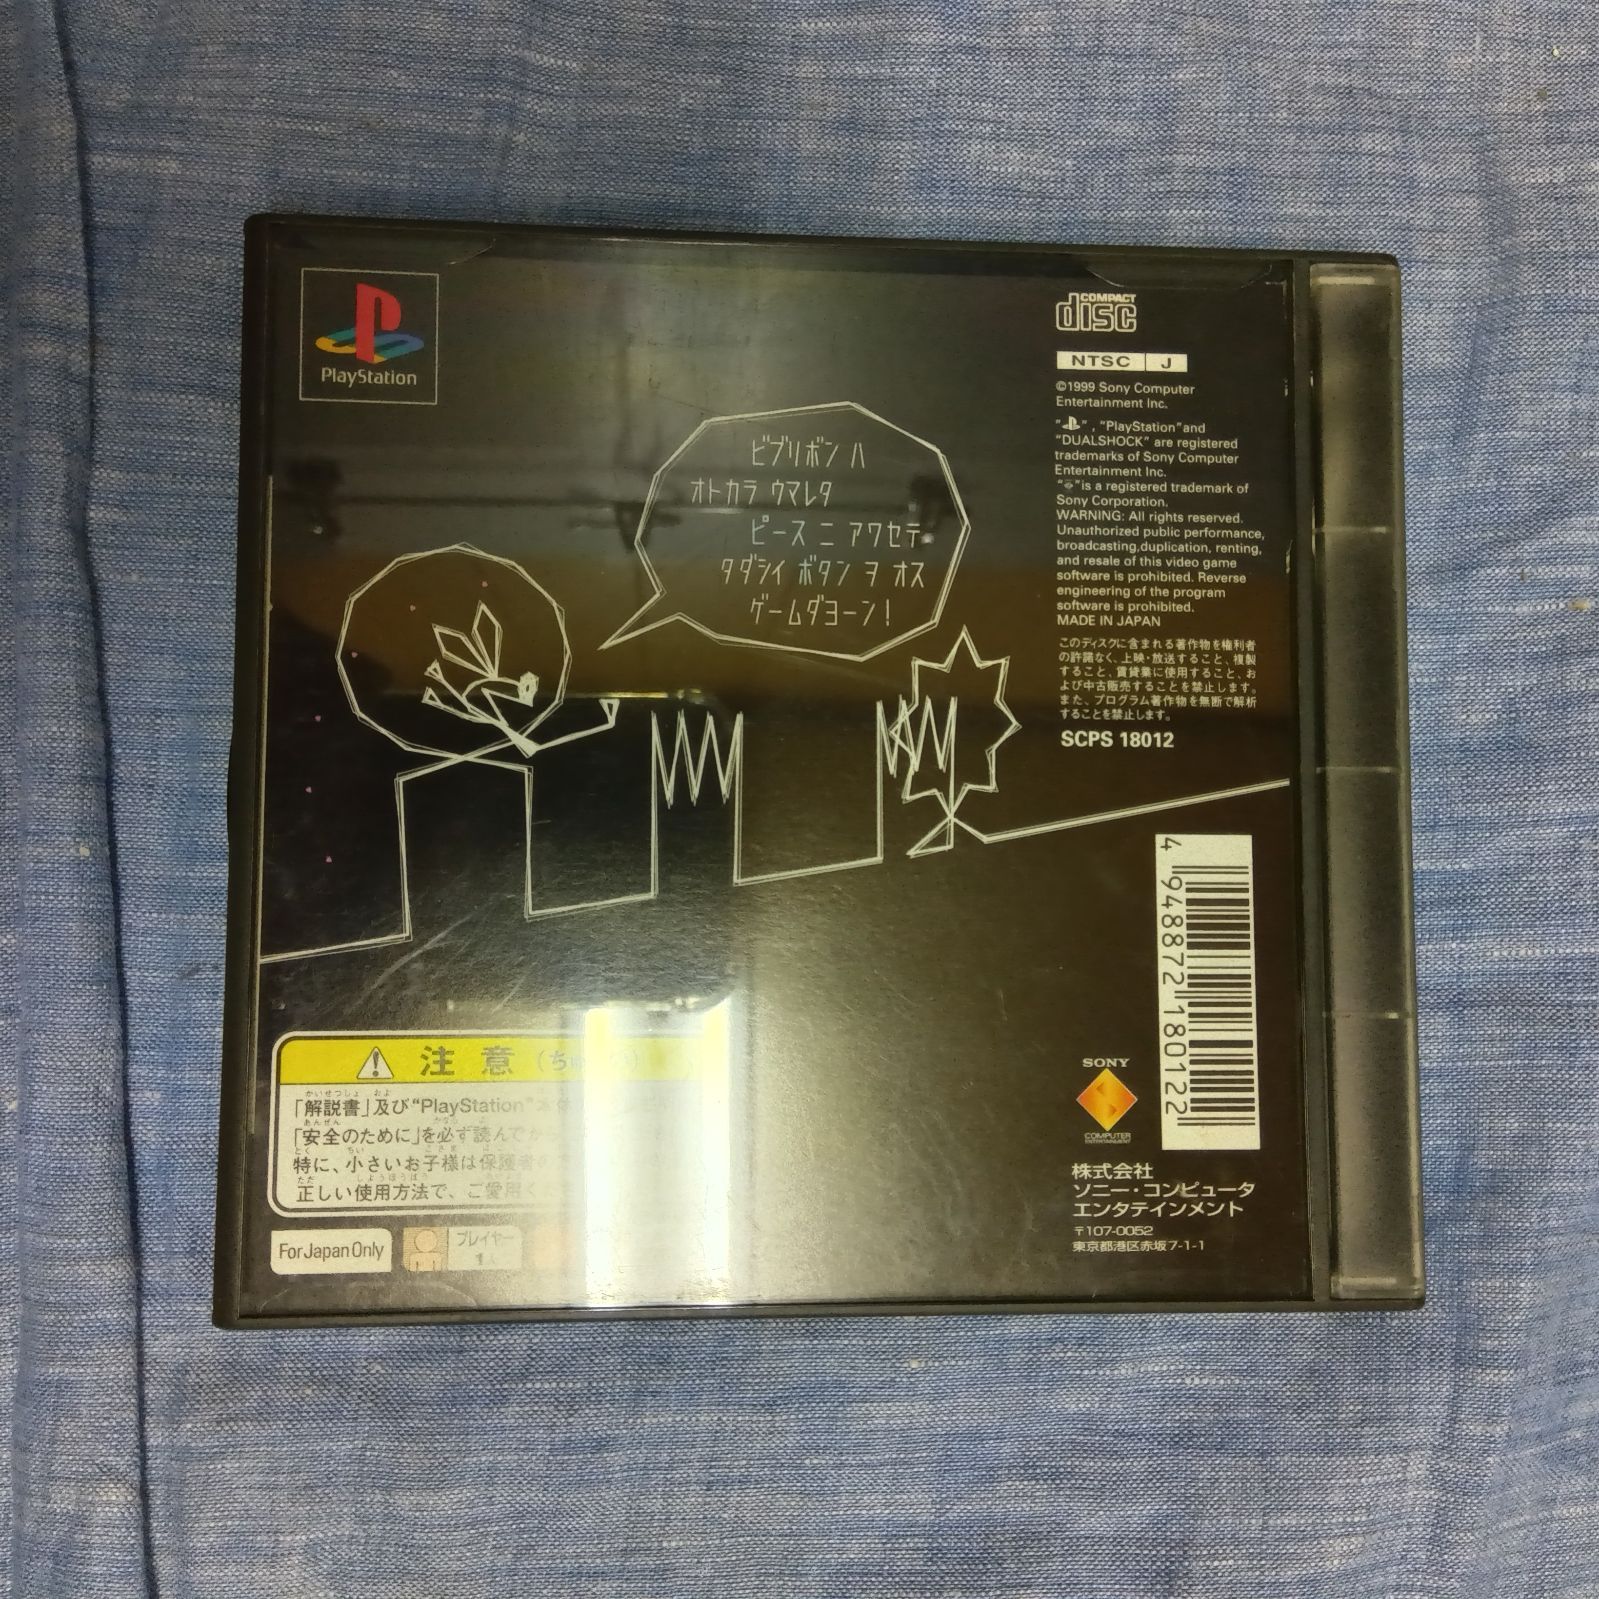 PlayStation
ビブリボン ハ
オトカラ ウマレタ
ピース ニ アワセテ
タダシイ ボタン ヲ オス
ゲームダヨーン!
COMPACT
disc
NTSC J
©1999 Sony Computer
Entertainment Inc.
" ", "PlayStation"and
"DUALSHOCK" are registered
trademarks of Sony Computer
Entertainment Inc.
" "is a registered trademark of
Sony Corporation.
WARNING: All rights reserved.
Unauthorized public performance,
broadcasting,duplication, renting,
and resale of this video game
software is prohibited. Reverse
engineering of the program
software is prohibited.
MADE IN JAPAN
このディスクに含まれる著作物を権利者
の許諾なく、上映・放送すること、複製
すること、賃貸業に使用すること、お
よび中古販売することを禁止します。
また、プログラム著作物を無断で解析
することを禁止します。
SCPS 18012
4 948872 180122
注意
「解説書」及び"PlayStation"本体
「安全のために」を必ず読んでから
特に、小さいお子様は保護者の
正しい使用方法で、ご愛用く
For Japan Only
プレイヤー
1人
SONY
COMPUTER
ENTERTAINMENT
株式会社
ソニー・コンピュータ
エンタテインメント
〒107-0052
東京都港区赤坂7-1-1